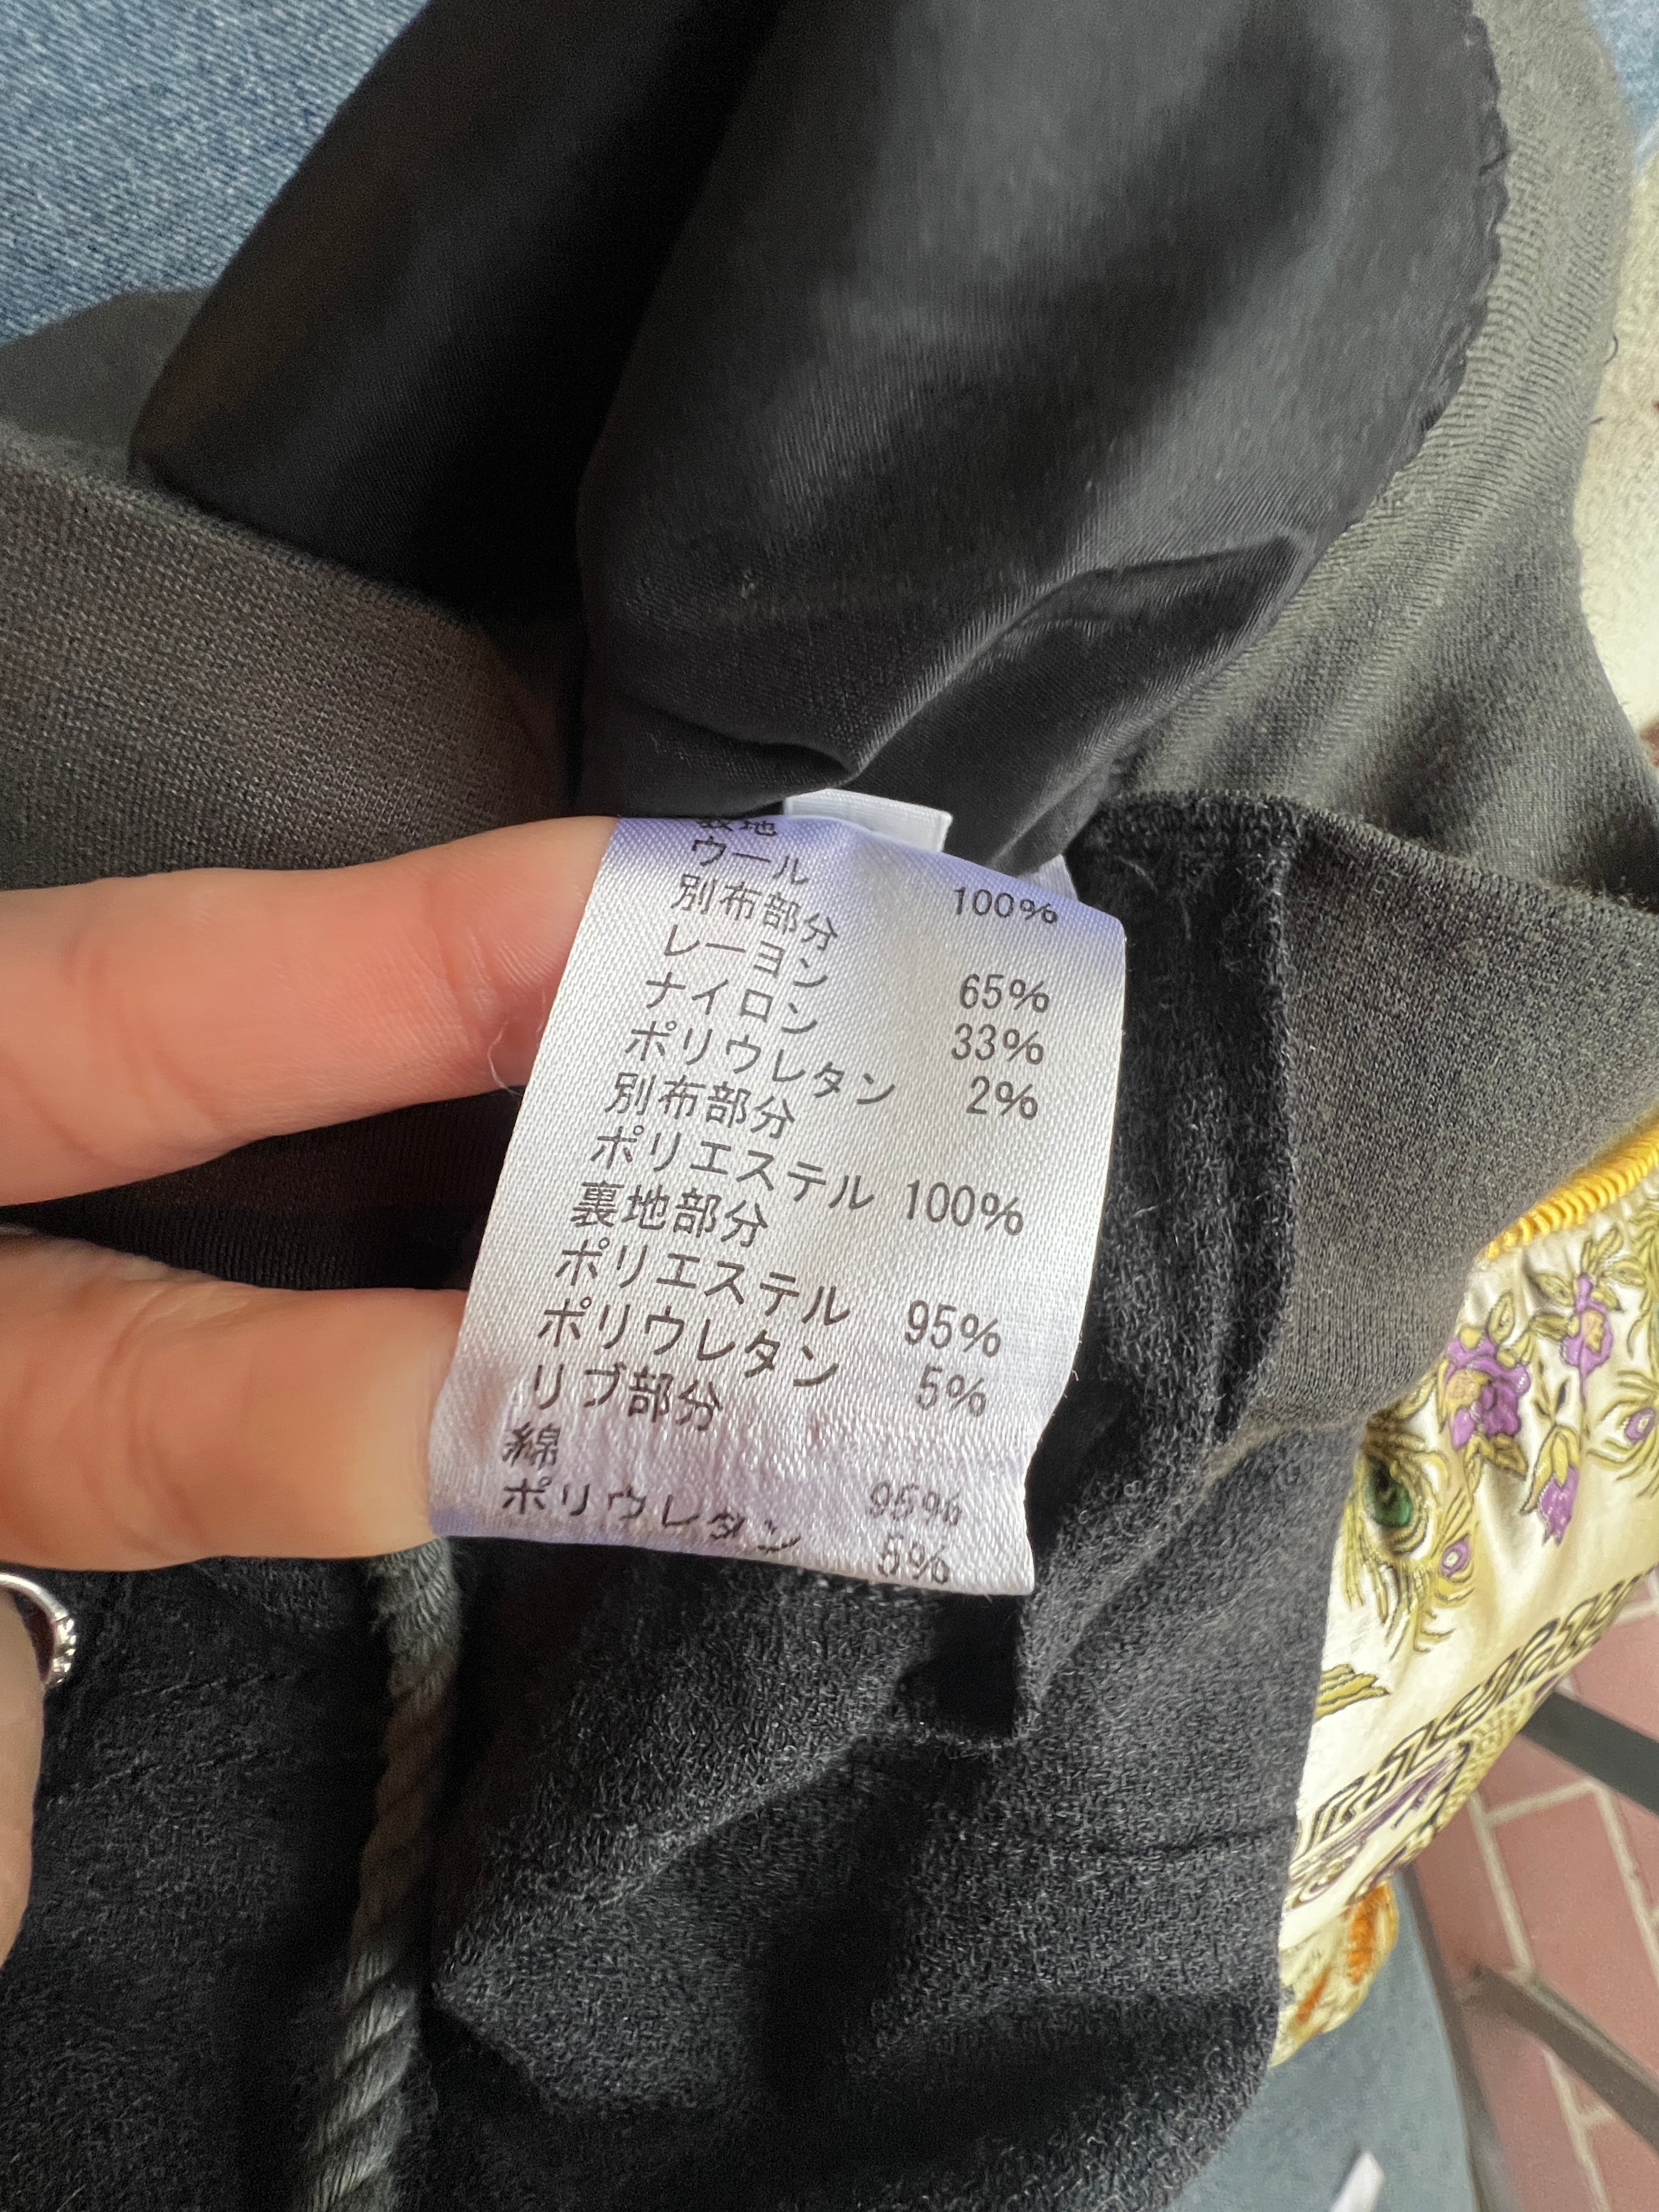 表地
ウール 100%
別布部分
レーヨン 65%
ナイロン 33%
ポリウレタン 2%
別布部分
ポリエステル 100%
裏地部分
ポリエステル 95%
ポリウレタン 5%
リブ部分
綿 95%
ポリウレタン 5%